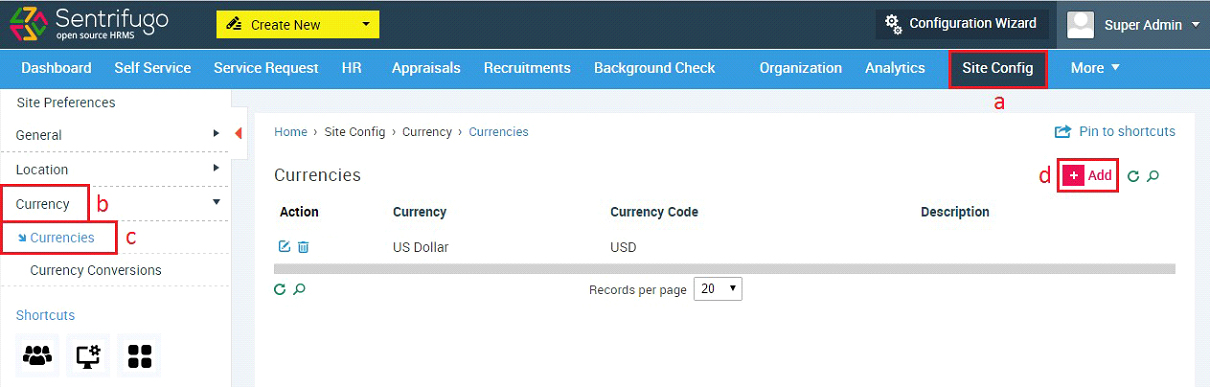 Sentrifugo
open source HRMS
Create New
Configuration Wizard
Super Admin
Dashboard Self Service Service Request HR Appraisals Recruitments Background Check Organization Analytics Site Config More
a
Site Preferences
General
Location
Currency b
Currencies c
Currency Conversions
Shortcuts
Home › Site Config › Currency › Currencies
Pin to shortcuts
Currencies
d + Add
Action Currency Currency Code Description
US Dollar USD
Records per page 20